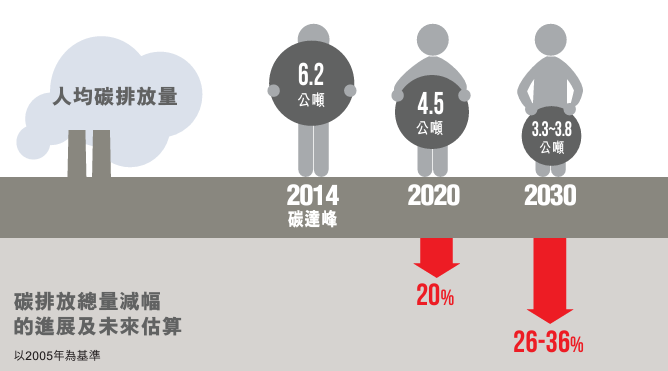 人均碳排放量
6.2
公噸
4.5
公噸
3.3~3.8
公噸
2014
碳達峰
2020
2030
20%
26-36%
碳排放總量減幅
的進展及未來估算
以2005年為基準